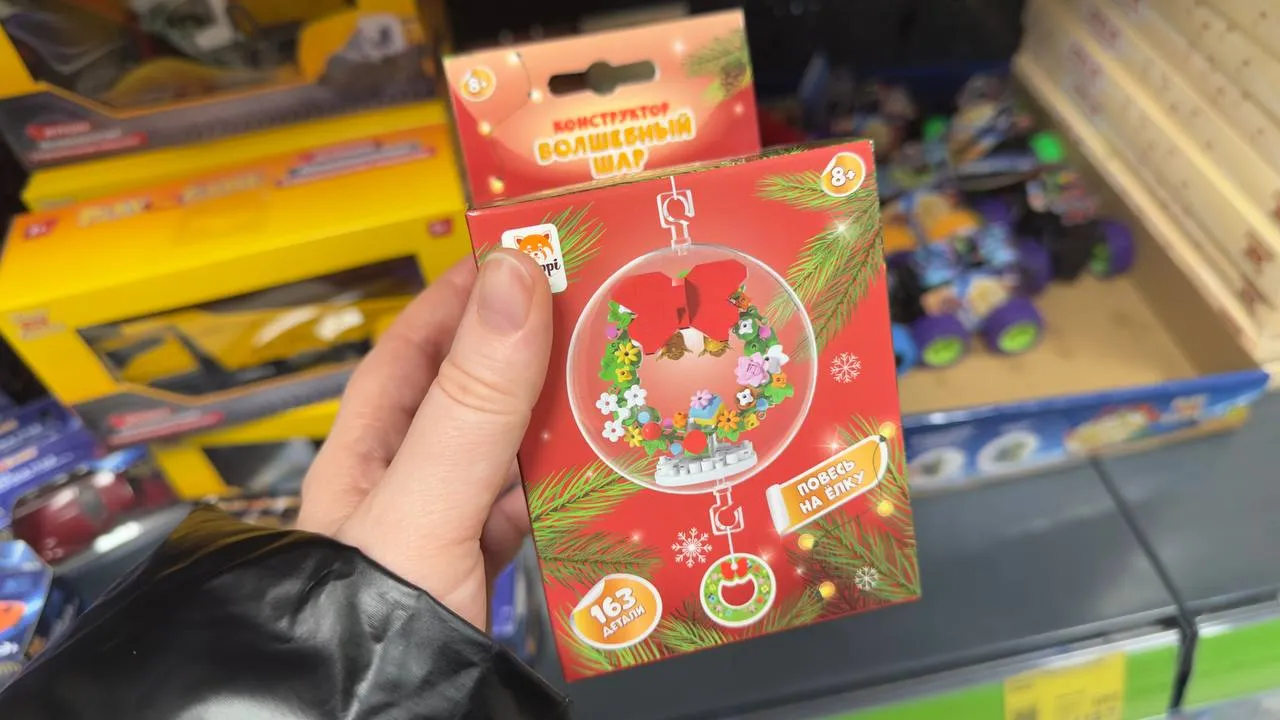 8+
КОНСТРУКТОР
ВОЛШЕБНЫЙ
ШАР
8+
ПОВЕСЬ
НА ЁЛКУ
163
ДЕТАЛИ